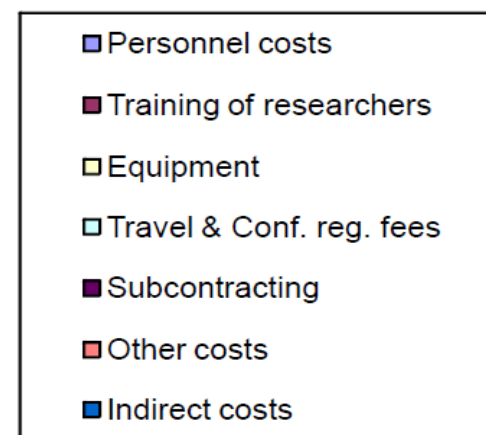 Personnel costs
Training of researchers
Equipment
Travel & Conf. reg. fees
Subcontracting
Other costs
Indirect costs